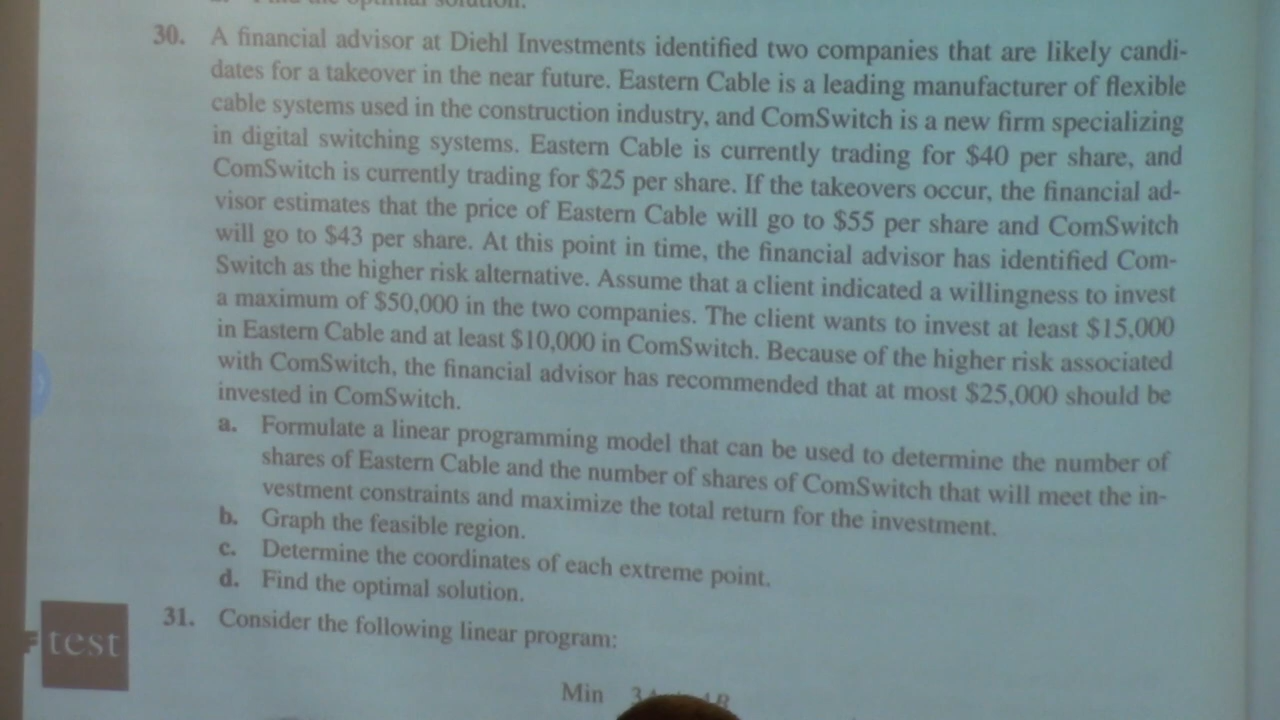 optimal solution.
30. A financial advisor at Diehl Investments identified two companies that are likely candi-
dates for a takeover in the near future. Eastern Cable is a leading manufacturer of flexible
cable systems used in the construction industry, and ComSwitch is a new firm specializing
in digital switching systems. Eastern Cable is currently trading for $40 per share, and
ComSwitch is currently trading for $25 per share. If the takeovers occur, the financial ad-
visor estimates that the price of Eastern Cable will go to $55 per share and ComSwitch
will go to $43 per share. At this point in time, the financial advisor has identified Com-
Switch as the higher risk alternative. Assume that a client indicated a willingness to invest
a maximum of $50,000 in the two companies. The client wants to invest at least $15,000
in Eastern Cable and at least $10,000 in ComSwitch. Because of the higher risk associated
with ComSwitch, the financial advisor has recommended that at most $25,000 should be
invested in ComSwitch.
a. Formulate a linear programming model that can be used to determine the number of
shares of Eastern Cable and the number of shares of ComSwitch that will meet the in-
vestment constraints and maximize the total return for the investment.
b. Graph the feasible region.
c. Determine the coordinates of each extreme point.
d. Find the optimal solution.
test
31. Consider the following linear program:
Min